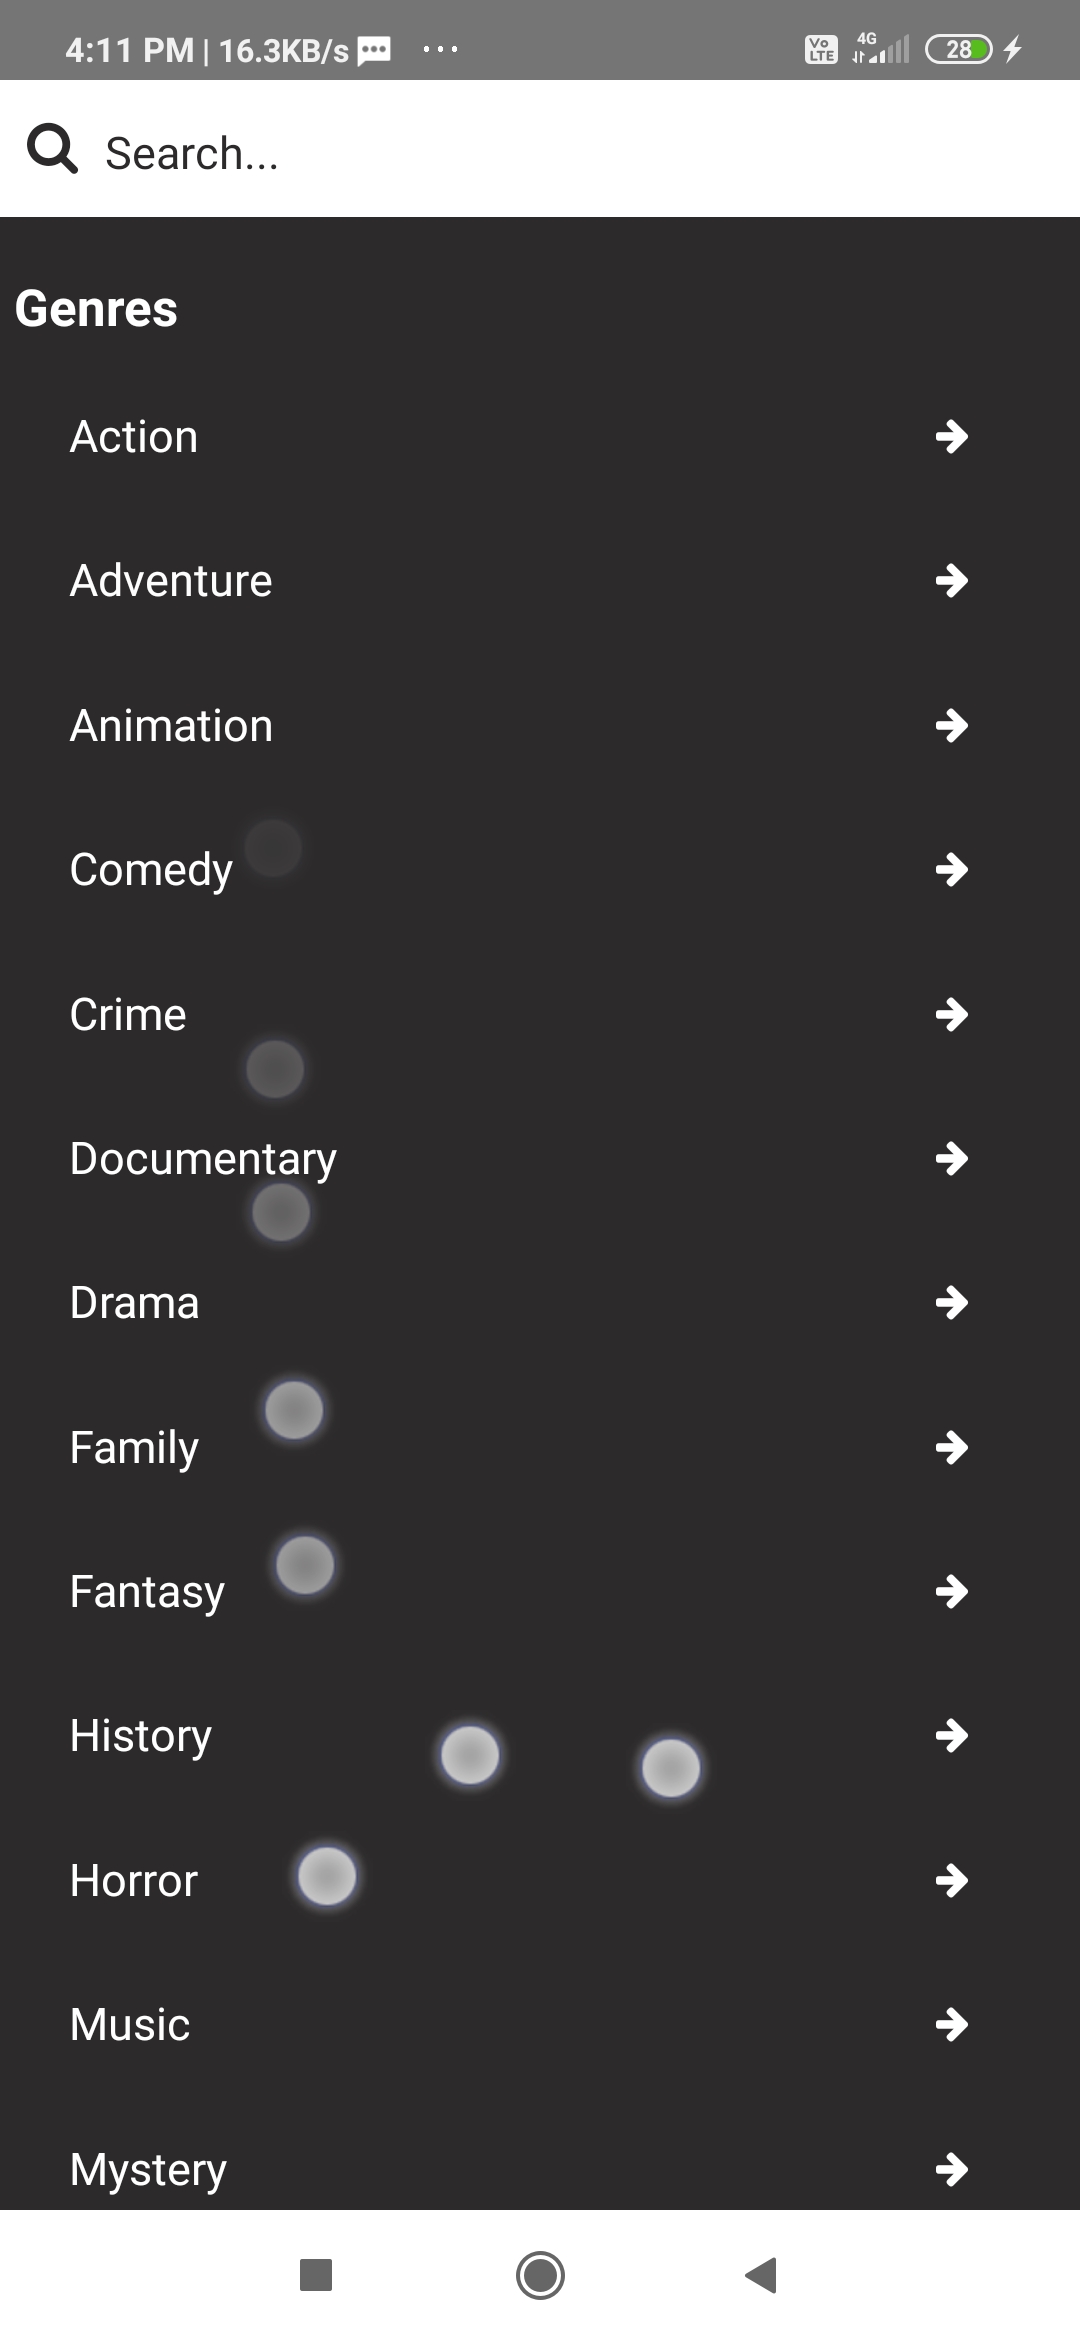 4:11 PM | 16.3KB/s ...
Vo LTE 4G 28
Search...
Genres
Action
Adventure
Animation
Comedy
Crime
Documentary
Drama
Family
Fantasy
History
Horror
Music
Mystery